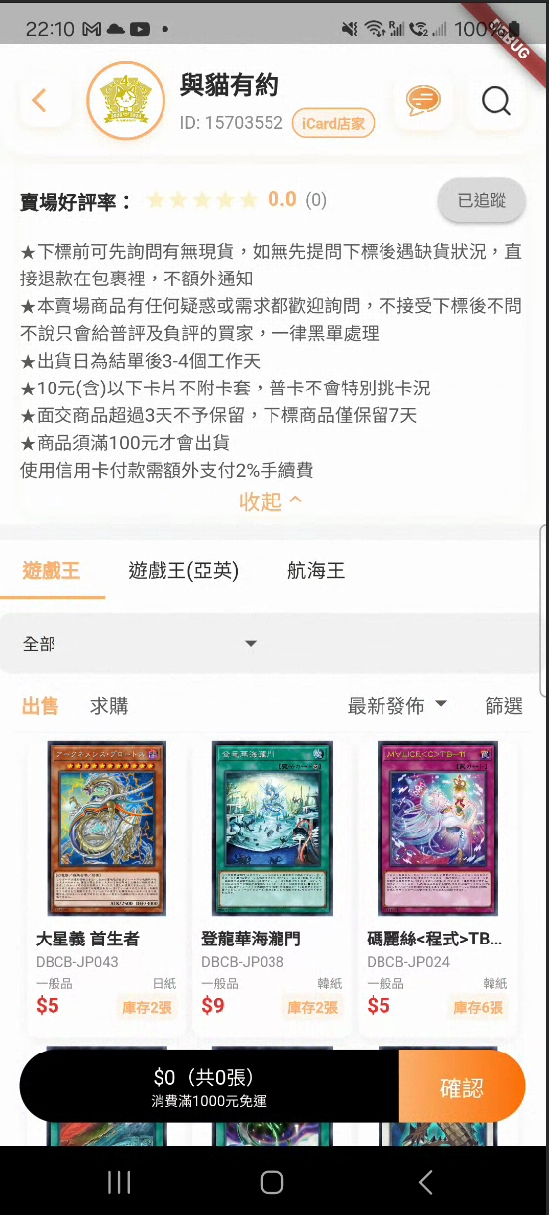 22:10
100%
DEBUG
與貓有約
ID: 15703552
iCard店家
賣場好評率：
0.0 (0)
已追蹤
★下標前可先詢問有無現貨，如無先提問下標後遇缺貨狀況，直
接退款在包裹裡，不額外通知
★本賣場商品有任何疑惑或需求都歡迎詢問，不接受下標後不問
不說只會給普評及負評的買家，一律黑單處理
★出貨日為結單後3-4個工作天
★10元(含)以下卡片不附卡套，普卡不會特別挑卡況
★面交商品超過3天不予保留，下標商品僅保留7天
★商品須滿100元才會出貨
使用信用卡付款需額外支付2%手續費
收起
遊戲王 遊戲王(亞英) 航海王
全部
出售 求購 最新發佈 篩選
登龍華海瀧門
M∀LICE<C>TB-11
大星義 首生者
DBCB-JP043
一般品 日紙
$5 庫存2張
登龍華海瀧門
DBCB-JP038
一般品 韓紙
$9 庫存2張
碼麗絲<程式>TB...
DBCB-JP024
一般品 韓紙
$5 庫存6張
$0（共0張）
消費滿1000元免運
確認